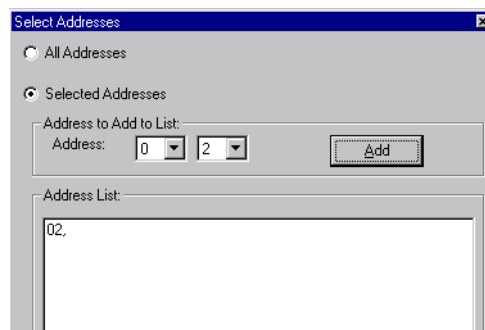 Select Addresses
All Addresses
Selected Addresses
Address to Add to List:
Address: 0 2 Add
Address List:
02,